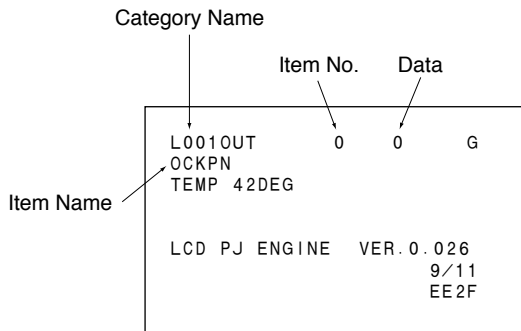 Category Name
Item No. Data
L001OUT 0 0 G
OCKPN
TEMP 42DEG
Item Name
LCD PJ ENGINE VER.0.026
9/11
EE2F